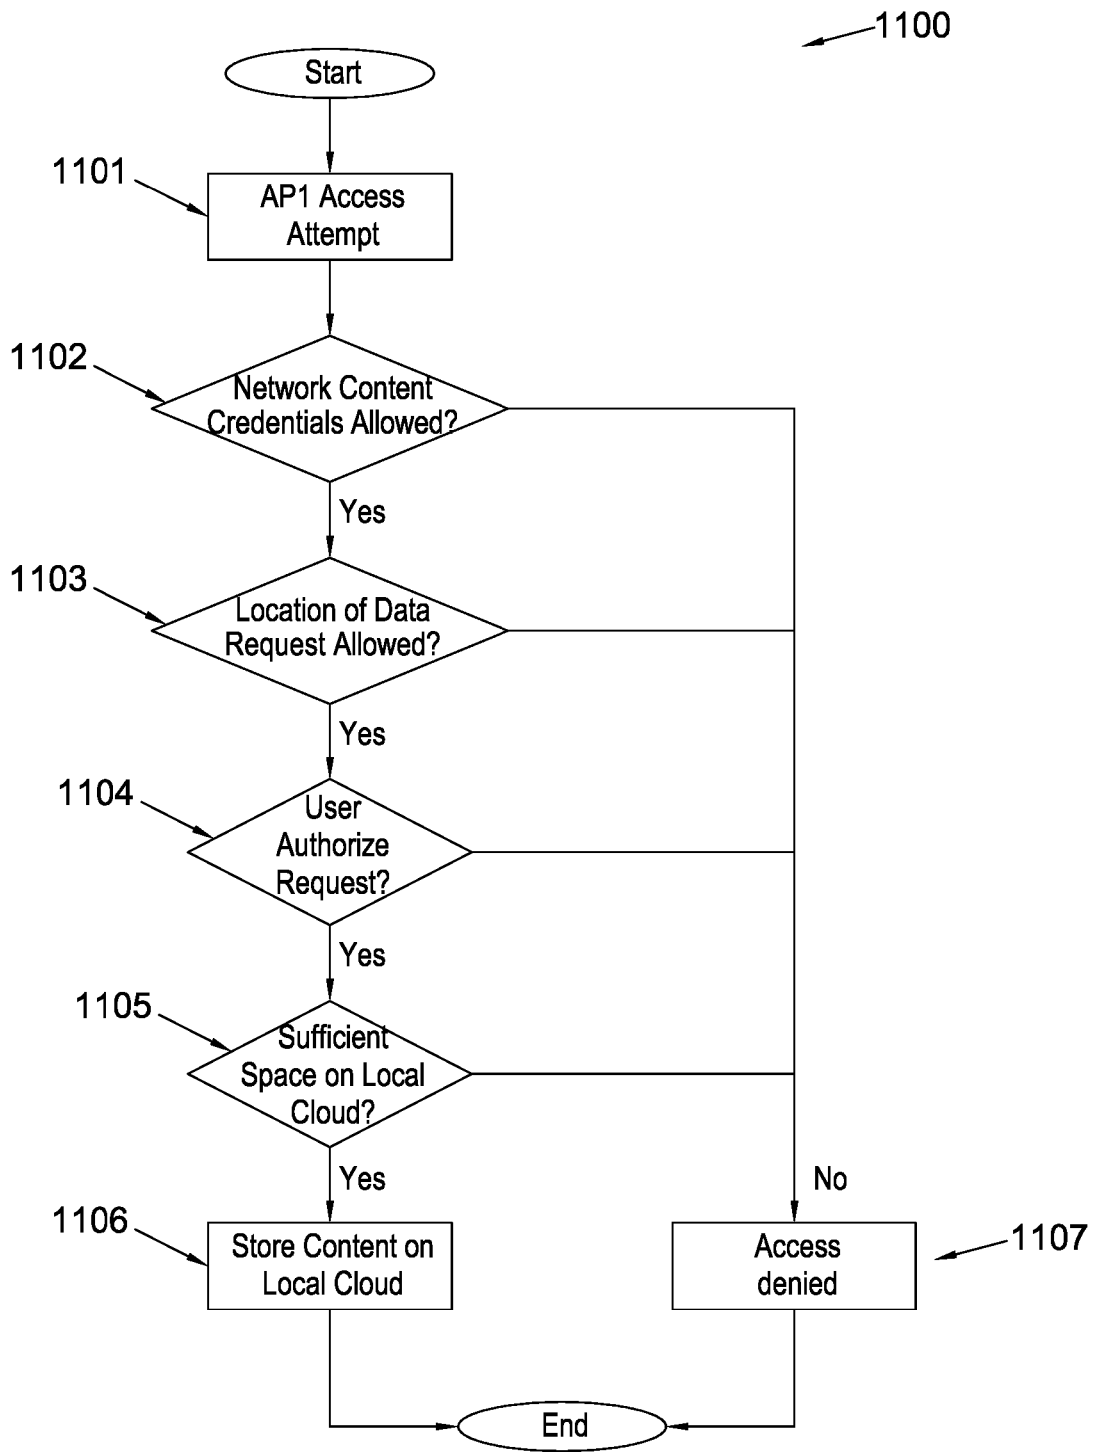 1100
Start
1101
AP1 Access
Attempt
1102
Network Content
Credentials Allowed?
Yes
1103
Location of Data
Request Allowed?
Yes
1104
User
Authorize
Request?
Yes
1105
Sufficient
Space on Local
Cloud?
Yes
No
1106
Store Content on
Local Cloud
Access
denied
1107
End